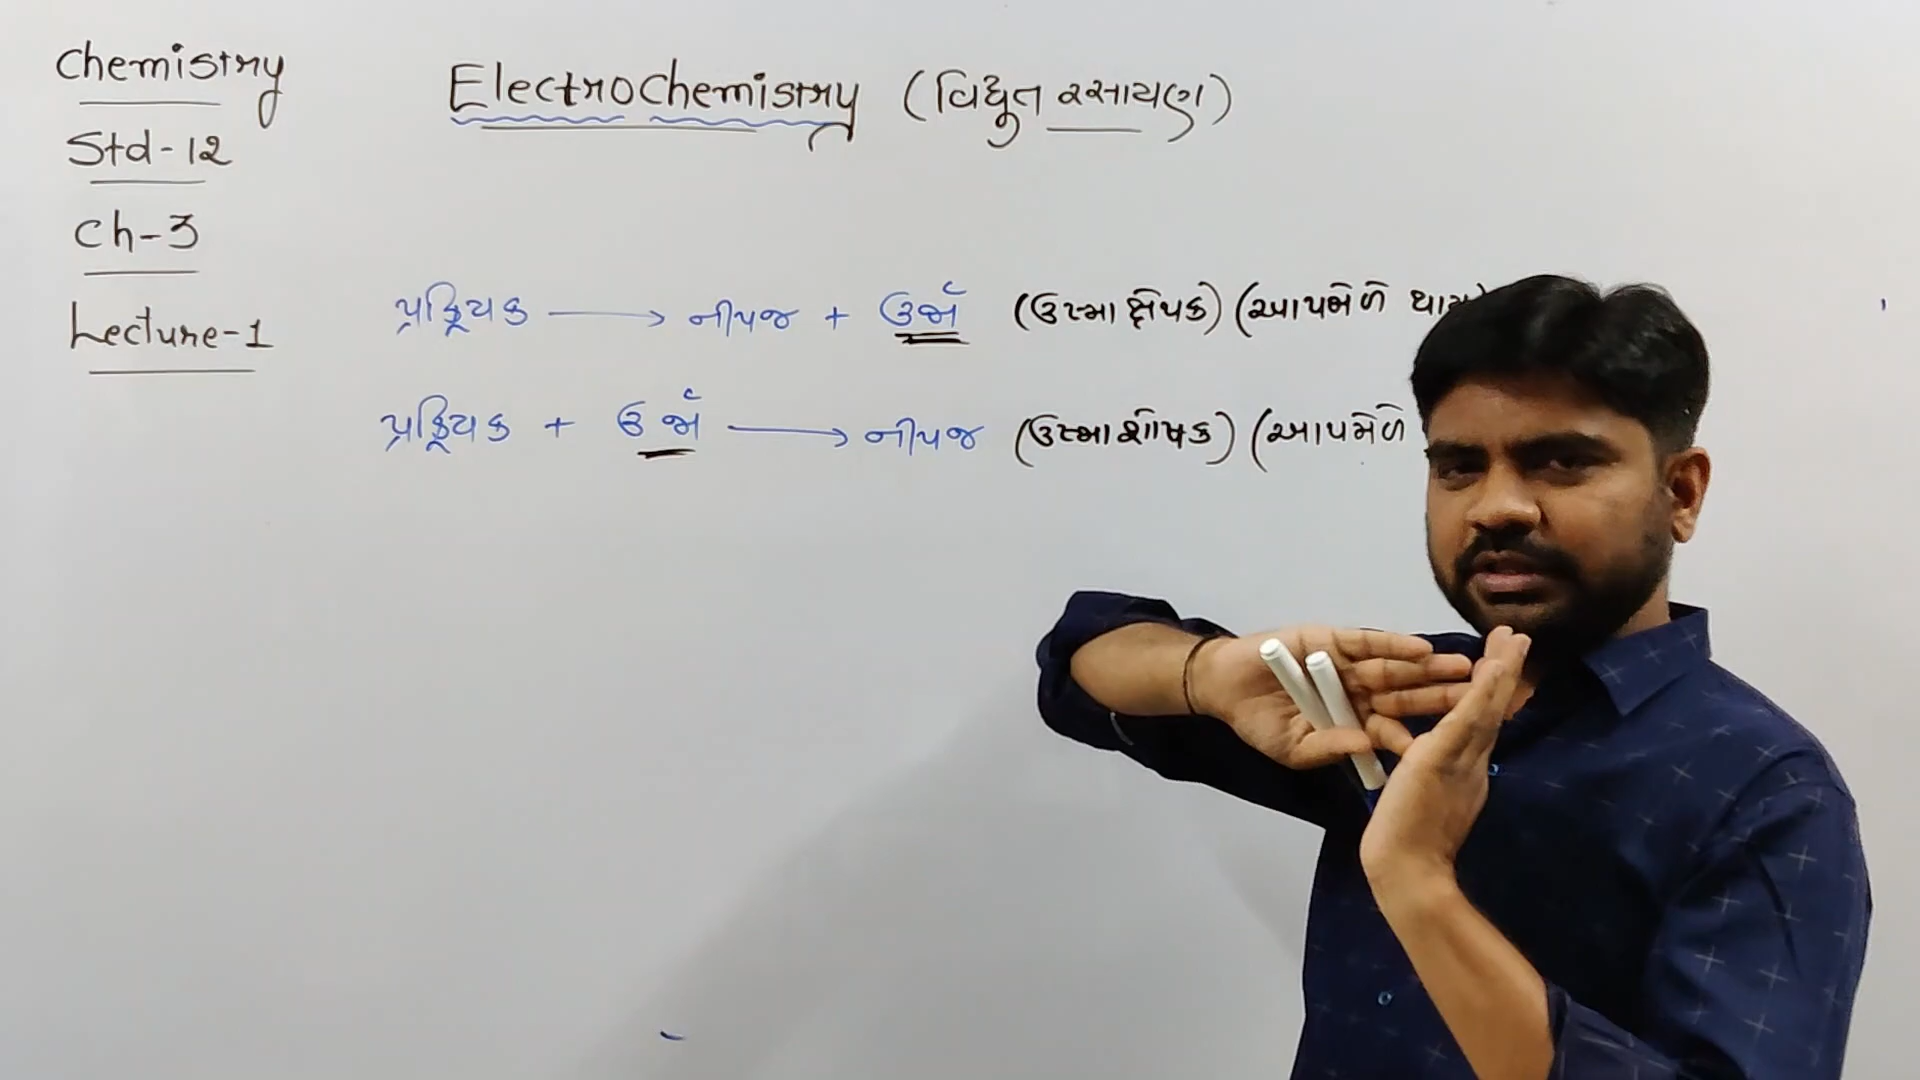 Chemistry
Std-12
Ch-3
Lecture-1
Electrochemistry (વિદ્યુત રસાયણ)
પ્રક્રિયક → નીપજ + ઉર્જા (ઉષ્મા ક્ષેપક) (આપમેળે થાય
પ્રક્રિયક + ઉર્જા → નીપજ (ઉષ્મા શોષક) (આપમેળે